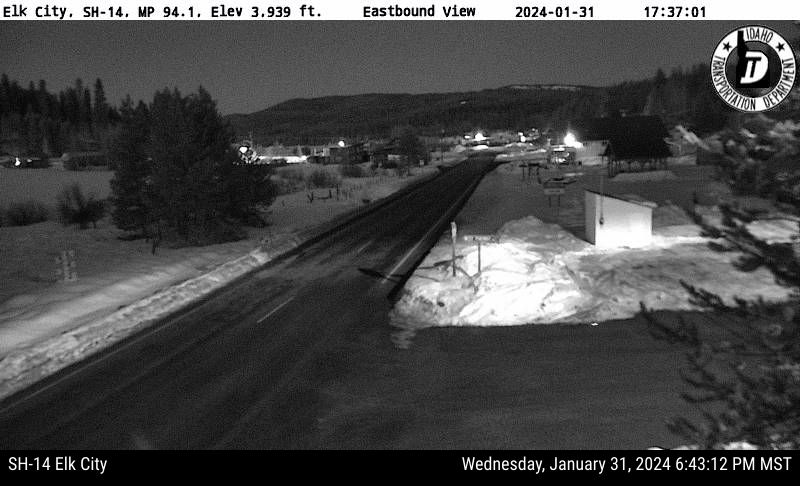 Elk City, SH-14, MP 94.1, Elev 3,939 ft. Eastbound View 2024-01-31 17:37:01
IDAHO
TRANSPORTATION DEPARTMENT
SH-14 Elk City Wednesday, January 31, 2024 6:43:12 PM MST